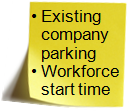 • Existing
company
parking
• Workforce
start time